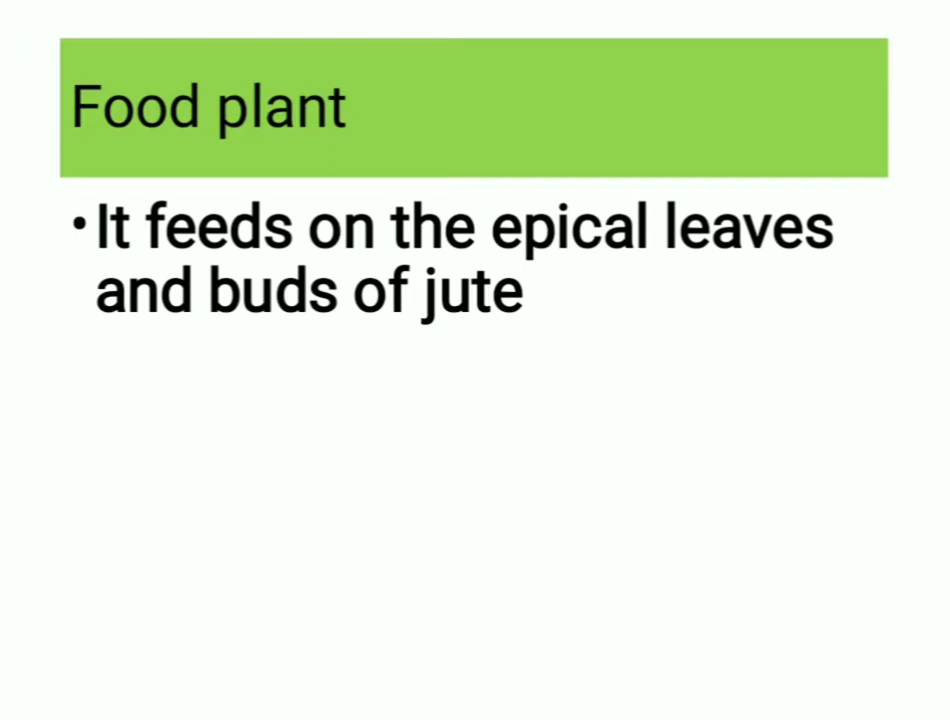 Food plant
• It feeds on the epical leaves
and buds of jute